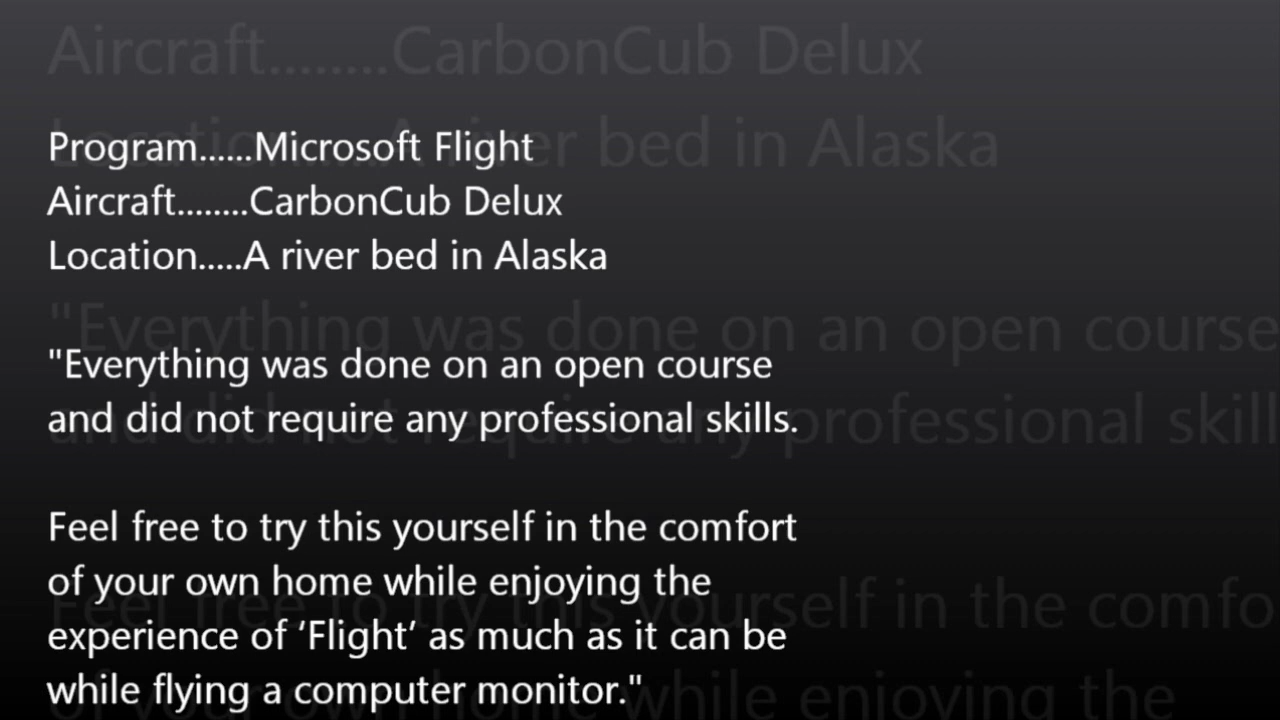 Program......Microsoft Flight
Aircraft........CarbonCub Delux
Location.....A river bed in Alaska
"Everything was done on an open course
and did not require any professional skills.
Feel free to try this yourself in the comfort
of your own home while enjoying the
experience of ‘Flight’ as much as it can be
while flying a computer monitor."